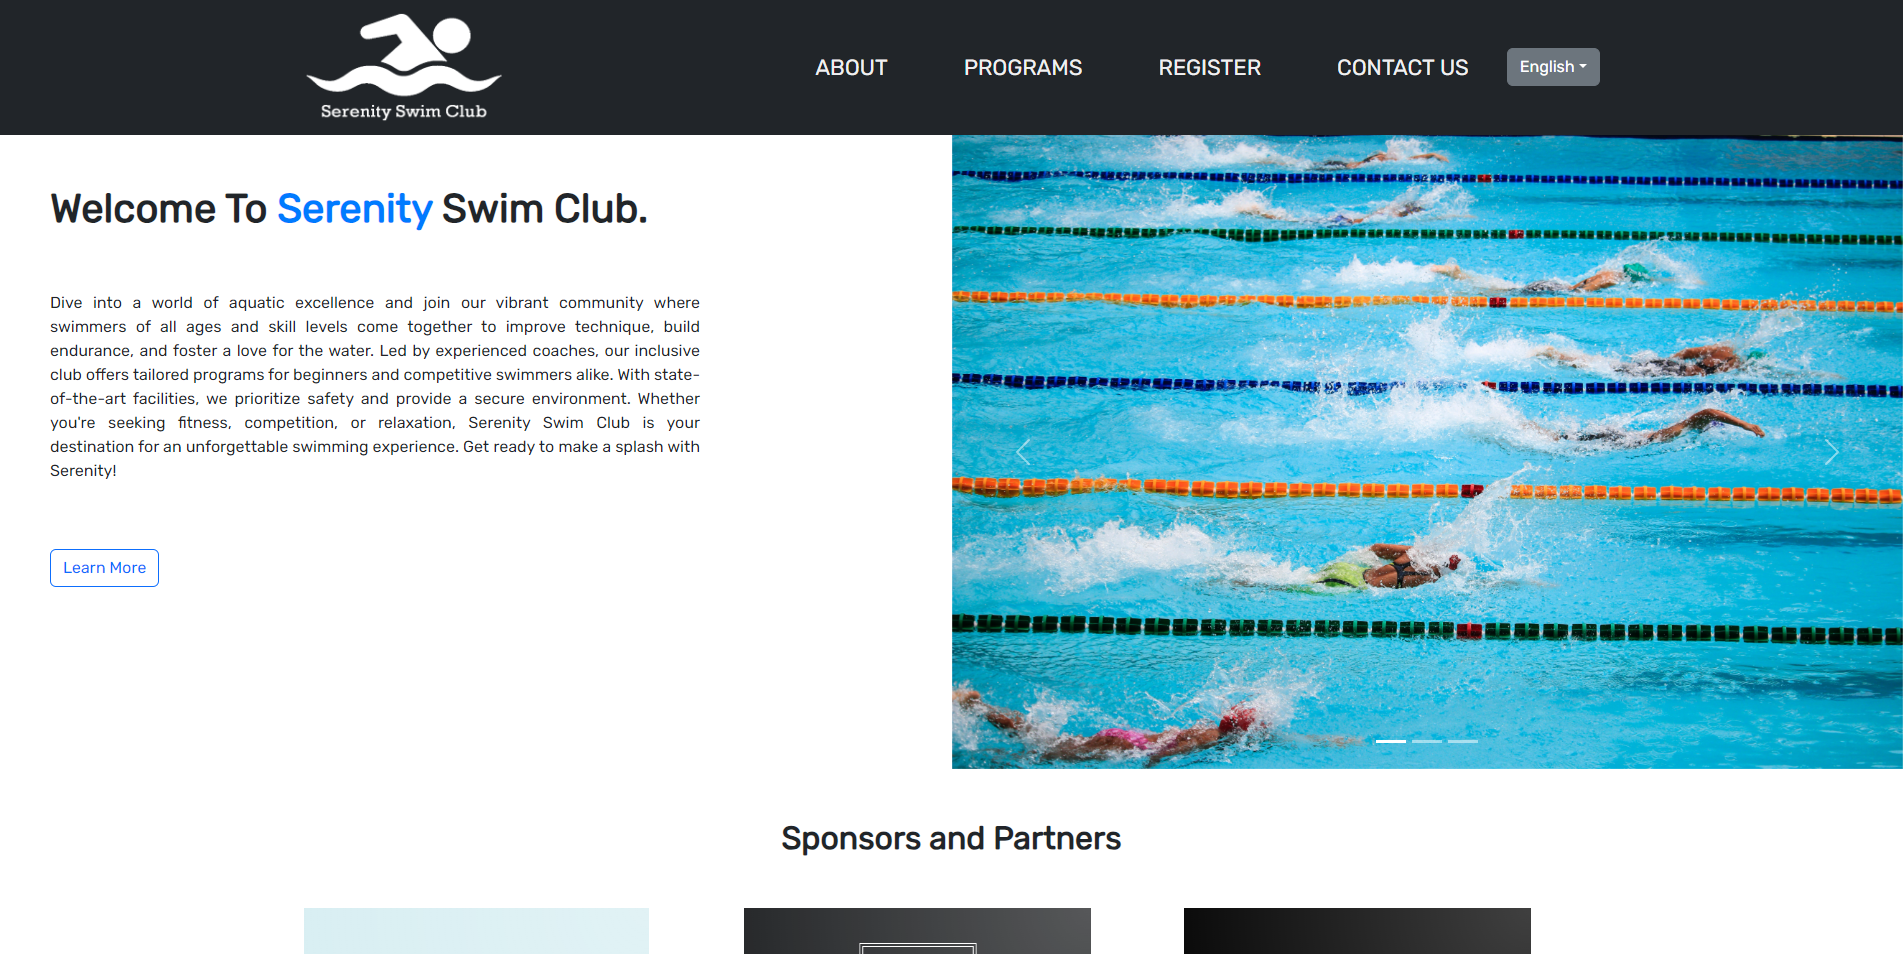 Serenity Swim Club
ABOUT
PROGRAMS
REGISTER
CONTACT US
English
Welcome To Serenity Swim Club.
Dive into a world of aquatic excellence and join our vibrant community where
swimmers of all ages and skill levels come together to improve technique, build
endurance, and foster a love for the water. Led by experienced coaches, our inclusive
club offers tailored programs for beginners and competitive swimmers alike. With state-
of-the-art facilities, we prioritize safety and provide a secure environment. Whether
you're seeking fitness, competition, or relaxation, Serenity Swim Club is your
destination for an unforgettable swimming experience. Get ready to make a splash with
Serenity!
Learn More
Sponsors and Partners